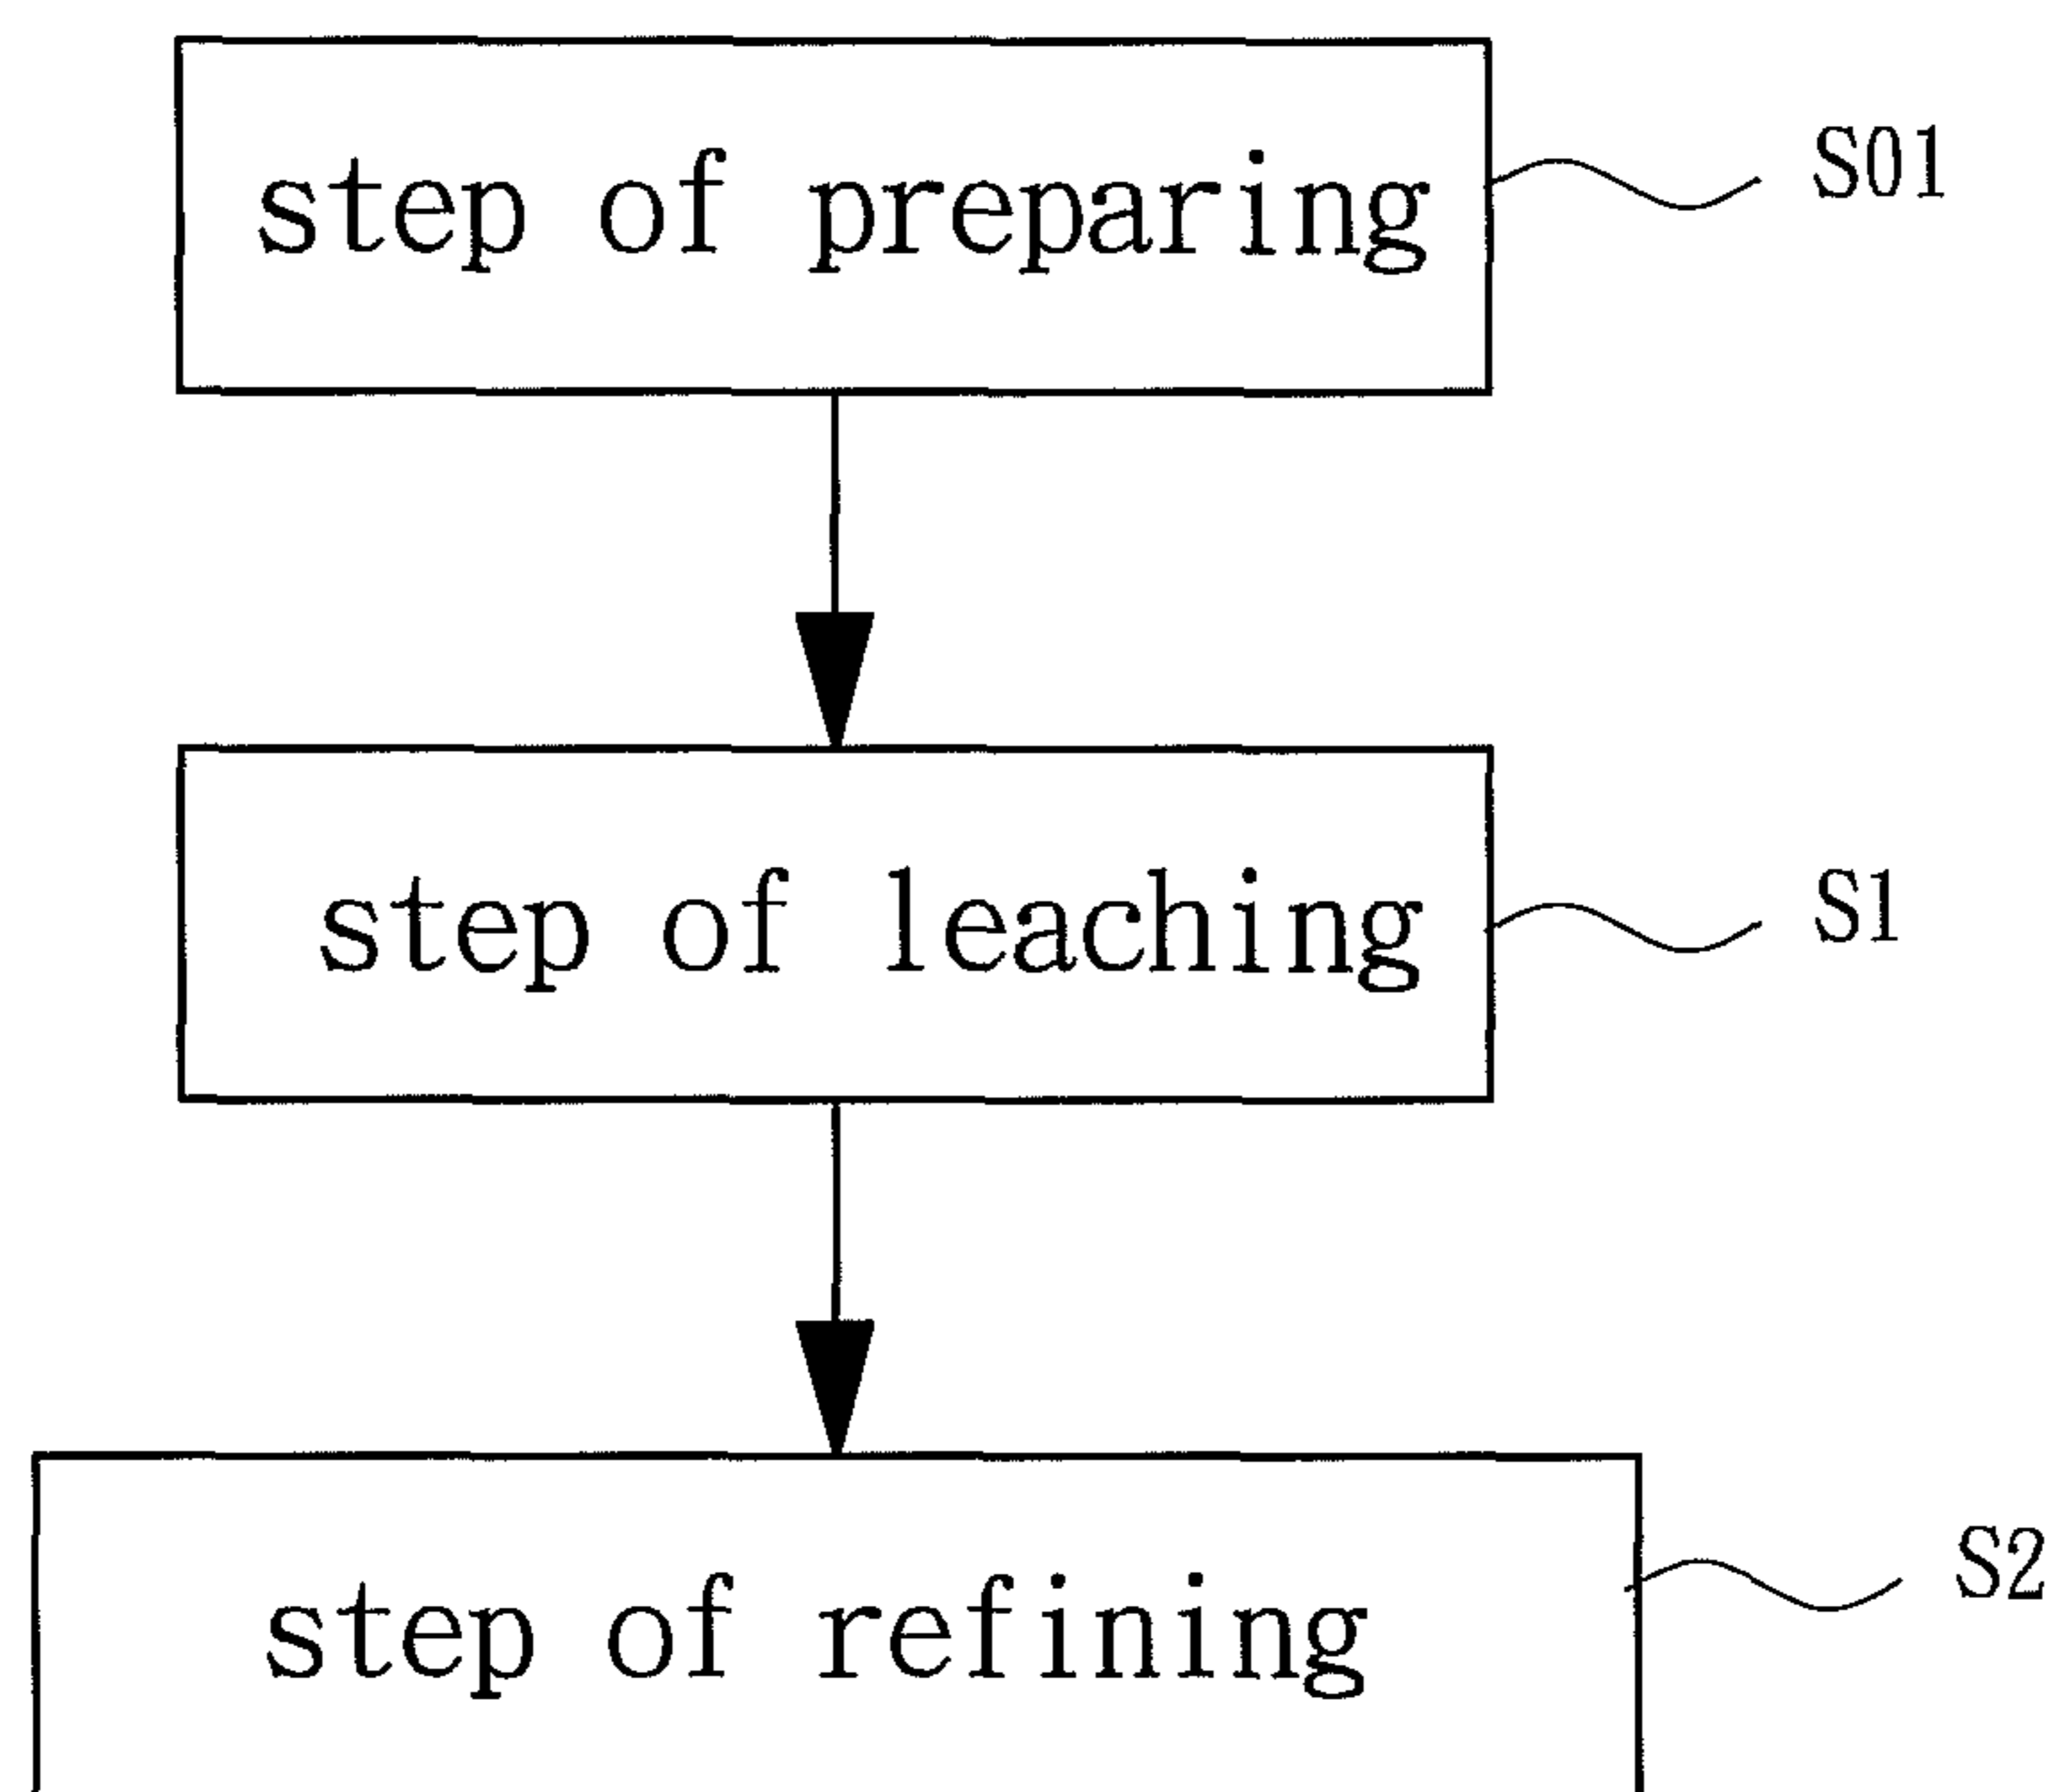 step of preparing
S01
step of leaching
S1
step of refining
S2